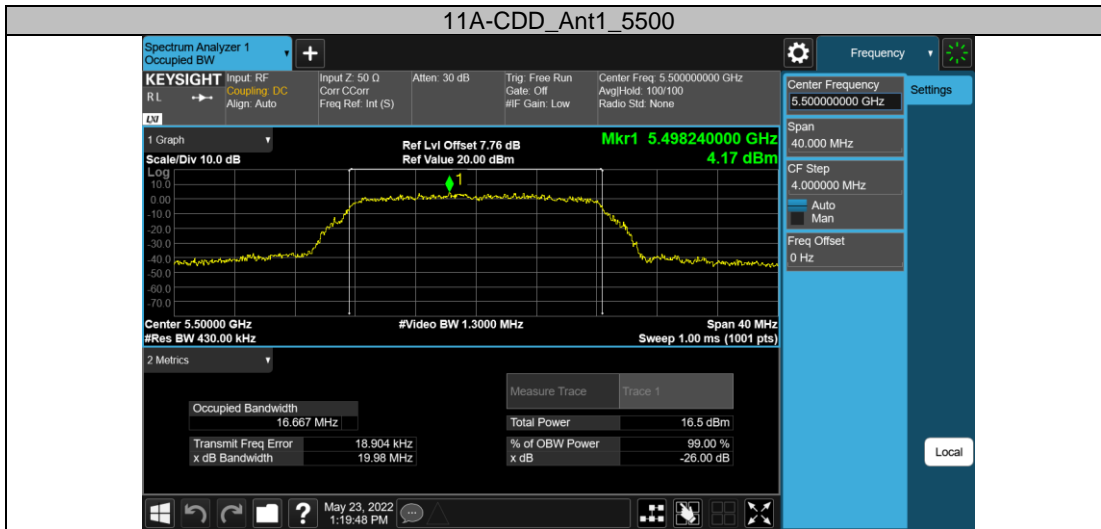 11A-CDD_Ant1_5500
Spectrum Analyzer 1
Occupied BW
+
Frequency
KEYSIGHT
RL
LXI
Input: RF
Coupling: DC
Align: Auto
Input Z: 50 Ω
Corr CCorr
Freq Ref: Int (S)
Atten: 30 dB
Trig: Free Run
Gate: Off
#IF Gain: Low
Center Freq: 5.500000000 GHz
Avg|Hold: 100/100
Radio Std: None
Center Frequency
5.500000000 GHz
Settings
Span
40.000 MHz
CF Step
4.000000 MHz
Auto
Man
Freq Offset
0 Hz
1 Graph
Ref Lvl Offset 7.76 dB
Mkr1 5.498240000 GHz
Scale/Div 10.0 dB
Ref Value 20.00 dBm
4.17 dBm
Log
10.0
0.00
-10.0
-20.0
-30.0
-40.0
-50.0
-60.0
-70.0
1
Center 5.50000 GHz
#Video BW 1.3000 MHz
Span 40 MHz
#Res BW 430.00 kHz
Sweep 1.00 ms (1001 pts)
2 Metrics
Measure Trace Trace 1
Occupied Bandwidth
16.667 MHz
Total Power 16.5 dBm
Transmit Freq Error 18.904 kHz
% of OBW Power 99.00 %
x dB Bandwidth 19.98 MHz
x dB -26.00 dB
Local
?
May 23, 2022
1:19:48 PM